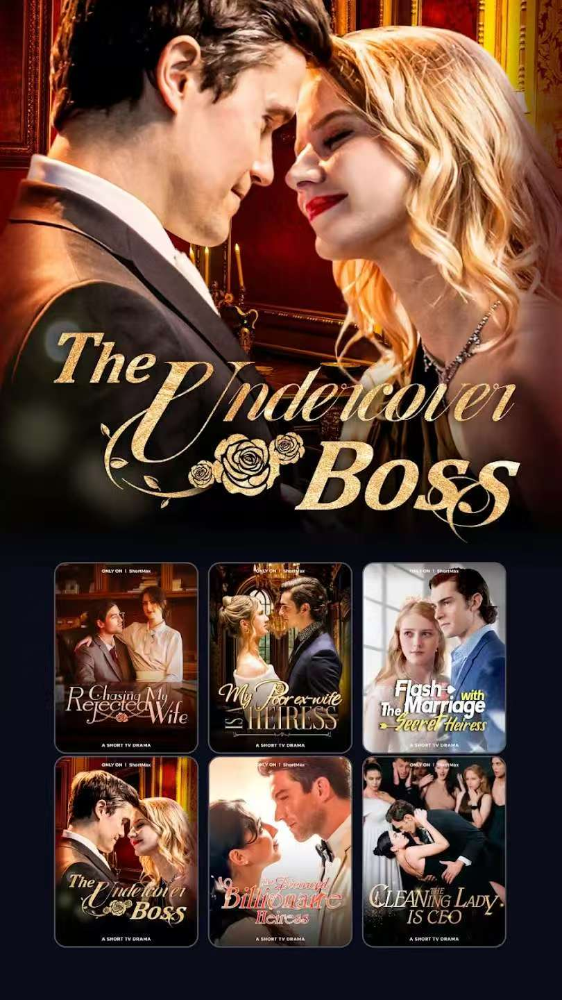 The
Undercover
Boss
ONLY ON | ShortMax
Chasing My
Rejected Wife
A SHORT TV DRAMA
ONLY ON | ShortMax
My Poor ex-wife
IS A HEIRESS
A SHORT TV DRAMA
ONLY ON | ShortMax
Flash
Marriage with
The
Secret Heiress
A SHORT TV DRAMA
ONLY ON | ShortMax
The
Undercover
Boss
A SHORT TV DRAMA
ONLY ON | ShortMax
The Divorced
Billionaire
Heiress
A SHORT TV DRAMA
ONLY ON | ShortMax
THE
CLEANING LADY
IS CEO
A SHORT TV DRAMA